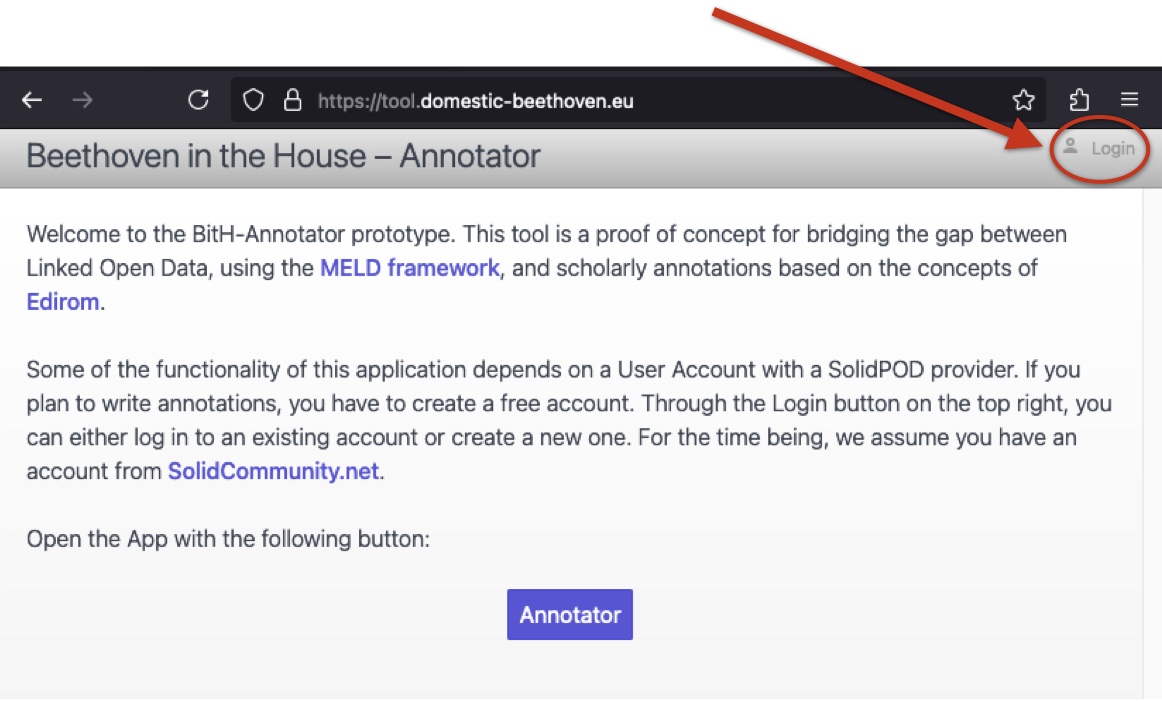 https://tool.domestic-beethoven.eu
Beethoven in the House – Annotator
Login
Welcome to the BitH-Annotator prototype. This tool is a proof of concept for bridging the gap between
Linked Open Data, using the MELD framework, and scholarly annotations based on the concepts of
Edirom.
Some of the functionality of this application depends on a User Account with a SolidPOD provider. If you
plan to write annotations, you have to create a free account. Through the Login button on the top right, you
can either log in to an existing account or create a new one. For the time being, we assume you have an
account from SolidCommunity.net.
Open the App with the following button:
Annotator